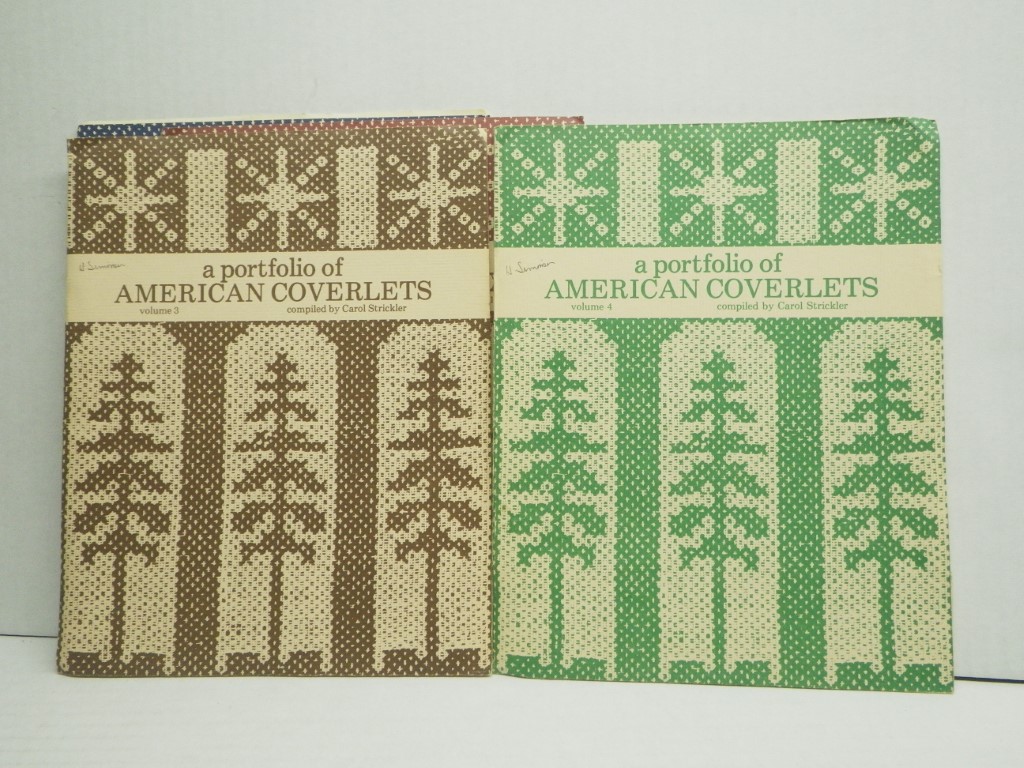 a portfolio of
AMERICAN COVERLETS
volume 3 compiled by Carol Strickler
a portfolio of
AMERICAN COVERLETS
volume 4 compiled by Carol Strickler